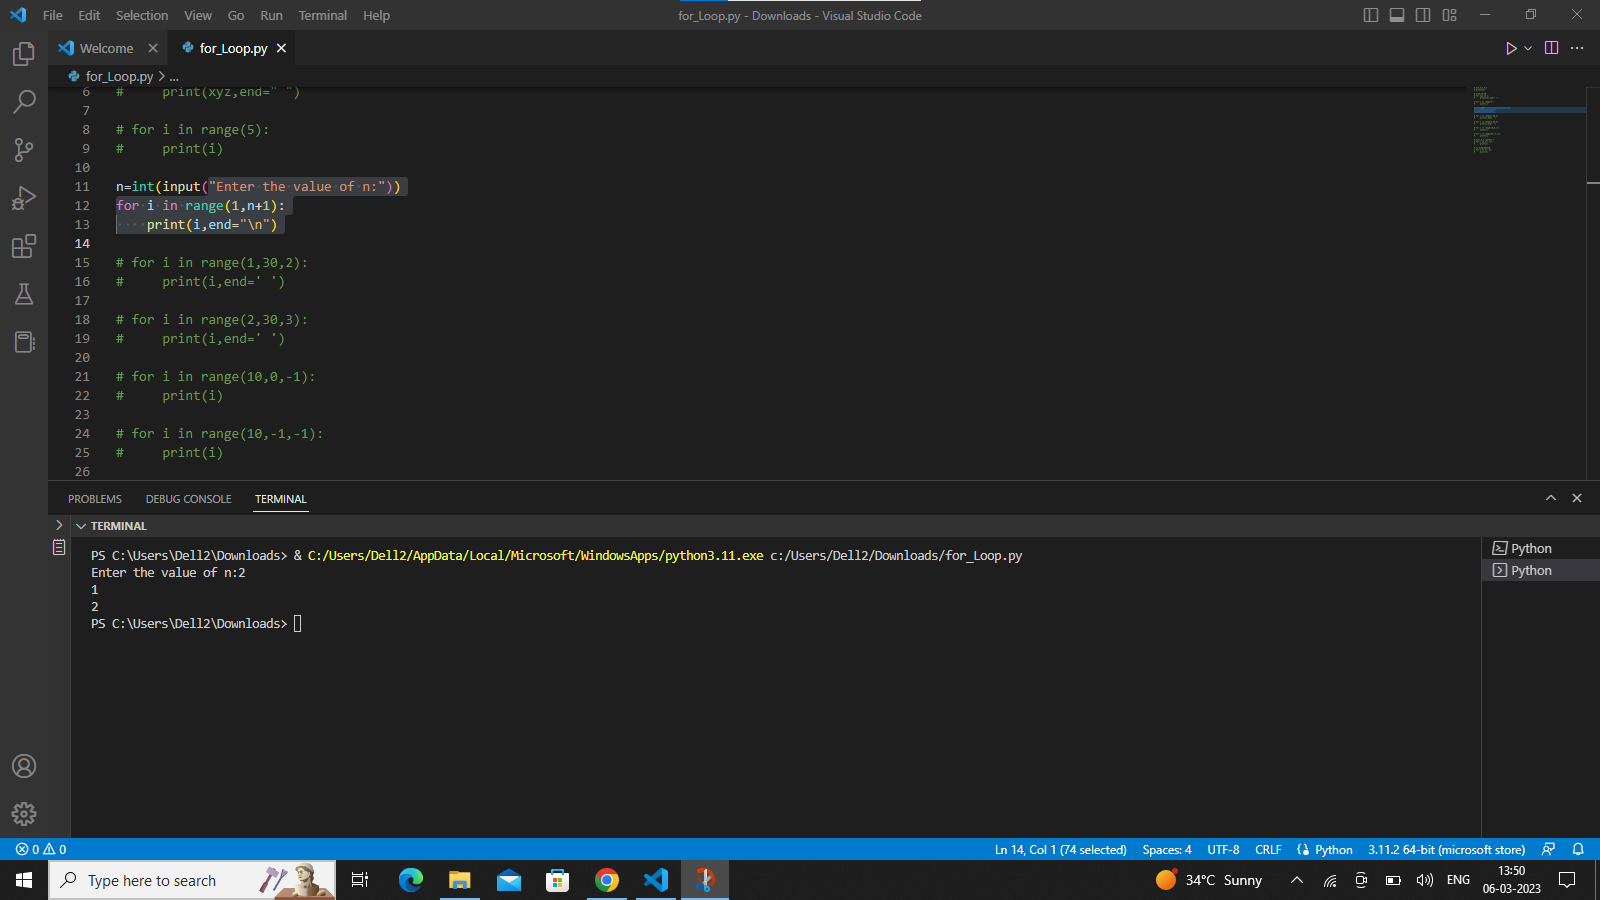 File Edit Selection View Go Run Terminal Help
for_Loop.py - Downloads - Visual Studio Code
Welcome
for_Loop.py
for_Loop.py > ...
6 #     print(xyz,end=" ")
7
8 # for i in range(5):
9 #     print(i)
10
11 n=int(input("Enter the value of n:"))
12 for i in range(1,n+1):
13     print(i,end="\n")
14
15 # for i in range(1,30,2):
16 #     print(i,end=' ')
17
18 # for i in range(2,30,3):
19 #     print(i,end=' ')
20
21 # for i in range(10,0,-1):
22 #     print(i)
23
24 # for i in range(10,-1,-1):
25 #     print(i)
26
PROBLEMS DEBUG CONSOLE TERMINAL
TERMINAL
PS C:\Users\Dell2\Downloads> & C:/Users/Dell2/AppData/Local/Microsoft/WindowsApps/python3.11.exe c:/Users/Dell2/Downloads/for_Loop.py
Enter the value of n:2
1
2
PS C:\Users\Dell2\Downloads>
Python
Python
0 0
Ln 14, Col 1 (74 selected) Spaces: 4 UTF-8 CRLF Python 3.11.2 64-bit (microsoft store)
Type here to search
34°C Sunny
ENG
13:50
06-03-2023